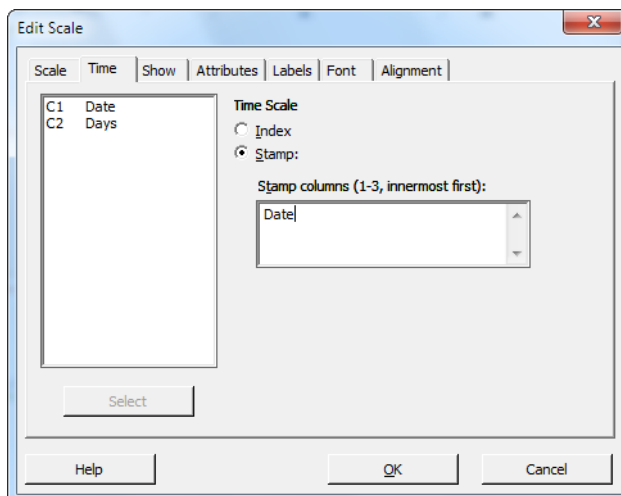 Edit Scale
x
Scale Time Show Attributes Labels Font Alignment
C1 Date
C2 Days
Time Scale
Index
Stamp:
Stamp columns (1-3, innermost first):
Date
Select
Help OK Cancel